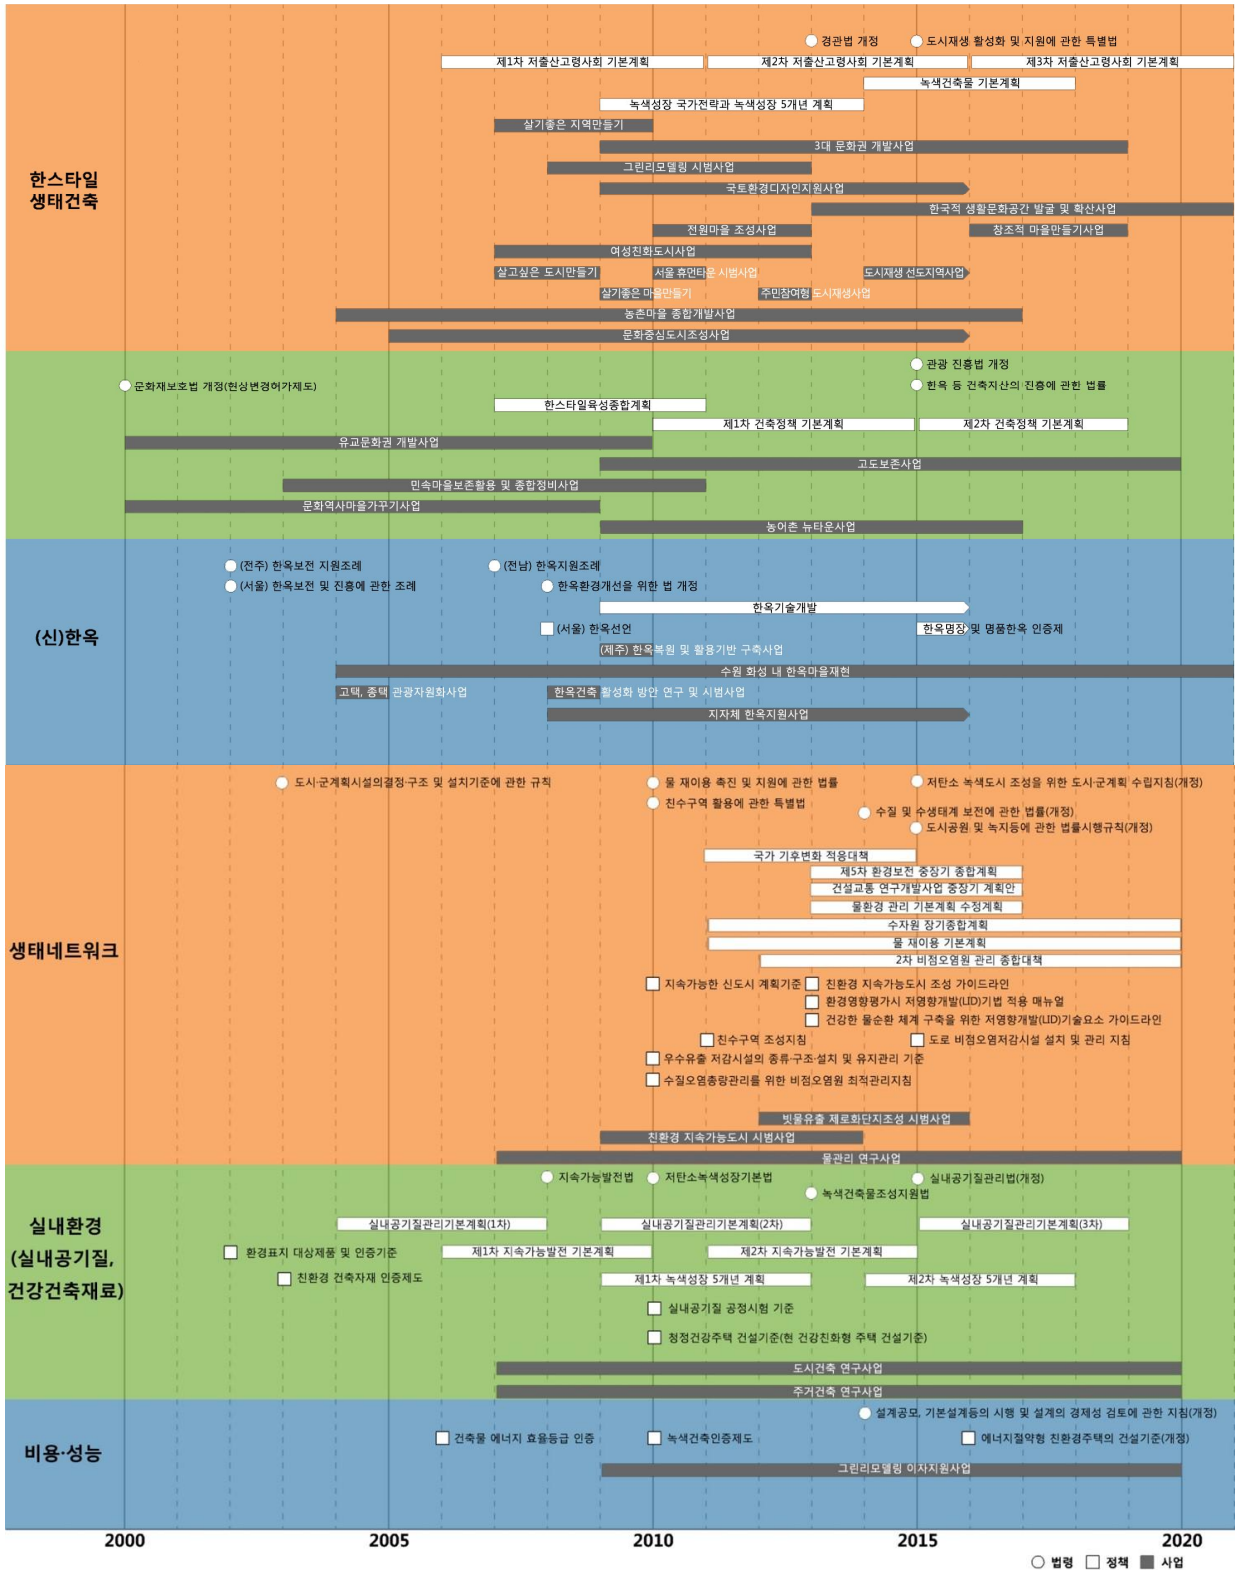 경관법 개정
도시재생 활성화 및 지원에 관한 특별법
제1차 저출산고령사회 기본계획
제2차 저출산고령사회 기본계획
제3차 저출산고령사회 기본계획
녹색건축물 기본계획
녹색성장 국가전략과 녹색성장 5개년 계획
살기좋은 지역만들기
3대 문화권 개발사업
그린리모델링 시범사업
한스타일
생태건축
국토환경디자인지원사업
한국적 생활문화공간 발굴 및 확산사업
전원마을 조성사업
창조적 마을만들기사업
여성친화도시사업
살고싶은 도시만들기
서울 휴먼타운 시범사업
도시재생 선도지역사업
살기좋은 마을만들기
주민참여형 도시재생사업
농촌마을 종합개발사업
문화중심도시조성사업
관광 진흥법 개정
문화재보호법 개정(현상변경허가제도)
한옥 등 건축자산의 진흥에 관한 법률
한스타일육성종합계획
제1차 건축정책 기본계획
제2차 건축정책 기본계획
유교문화권 개발사업
고도보존사업
민속마을보존활용 및 종합정비사업
문화역사마을가꾸기사업
농어촌 뉴타운사업
(전주) 한옥보전 지원조례
(전남) 한옥지원조례
(서울) 한옥보전 및 진흥에 관한 조례
한옥환경개선을 위한 법 개정
한옥기술개발
(신)한옥
(서울) 한옥선언
한옥명장 및 명품한옥 인증제
(제주) 한옥복원 및 활용기반 구축사업
수원 화성 내 한옥마을재현
고택, 종택 관광자원화사업
한옥건축 활성화 방안 연구 및 시범사업
지자체 한옥지원사업
도시·군계획시설의결정·구조 및 설치기준에 관한 규칙
물 재이용 촉진 및 지원에 관한 법률
저탄소 녹색도시 조성을 위한 도시·군계획 수립지침(개정)
친수구역 활용에 관한 특별법
수질 및 수생태계 보전에 관한 법률(개정)
도시공원 및 녹지등에 관한 법률시행규칙(개정)
국가 기후변화 적응대책
제5차 환경보전 중장기 종합계획
건설교통 연구개발사업 중장기 계획안
물환경 관리 기본계획 수정계획
수자원 장기종합계획
생태네트워크
물 재이용 기본계획
2차 비점오염원 관리 종합대책
지속가능한 신도시 계획기준
친환경 지속가능도시 조성 가이드라인
환경영향평가시 저영향개발(LID)기법 적용 매뉴얼
건강한 물순환 체계 구축을 위한 저영향개발(LID)기술요소 가이드라인
친수구역 조성지침
도로 비점오염저감시설 설치 및 관리 지침
우수유출 저감시설의 종류·구조·설치 및 유지관리 기준
수질오염총량관리를 위한 비점오염원 최적관리지침
빗물유출 제로화단지조성 시범사업
친환경 지속가능도시 시범사업
물관리 연구사업
지속가능발전법
저탄소녹색성장기본법
실내공기질관리법(개정)
녹색건축물조성지원법
실내환경
(실내공기질,
건강건축재료)
실내공기질관리기본계획(1차)
실내공기질관리기본계획(2차)
실내공기질관리기본계획(3차)
환경표지 대상제품 및 인증기준
제1차 지속가능발전 기본계획
제2차 지속가능발전 기본계획
친환경 건축자재 인증제도
제1차 녹색성장 5개년 계획
제2차 녹색성장 5개년 계획
실내공기질 공정시험 기준
청정건강주택 건설기준(현 건강친화형 주택 건설기준)
도시건축 연구사업
주거건축 연구사업
설계공모, 기본설계등의 시행 및 설계의 경제성 검토에 관한 지침(개정)
비용·성능
건축물 에너지 효율등급 인증
녹색건축인증제도
에너지절약형 친환경주택의 건설기준(개정)
그린리모델링 이자지원사업
2000 2005 2010 2015 2020
법령 정책 사업